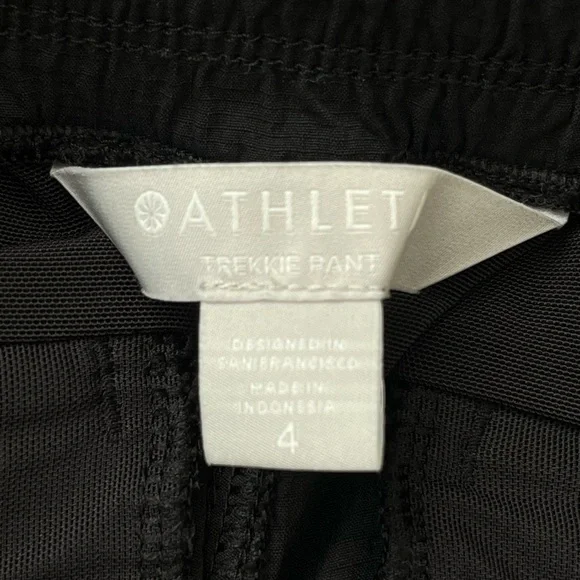 ATHLET
TREKKIE PANT
DESIGNED IN
SAN FRANCISCO
MADE IN
INDONESIA
4